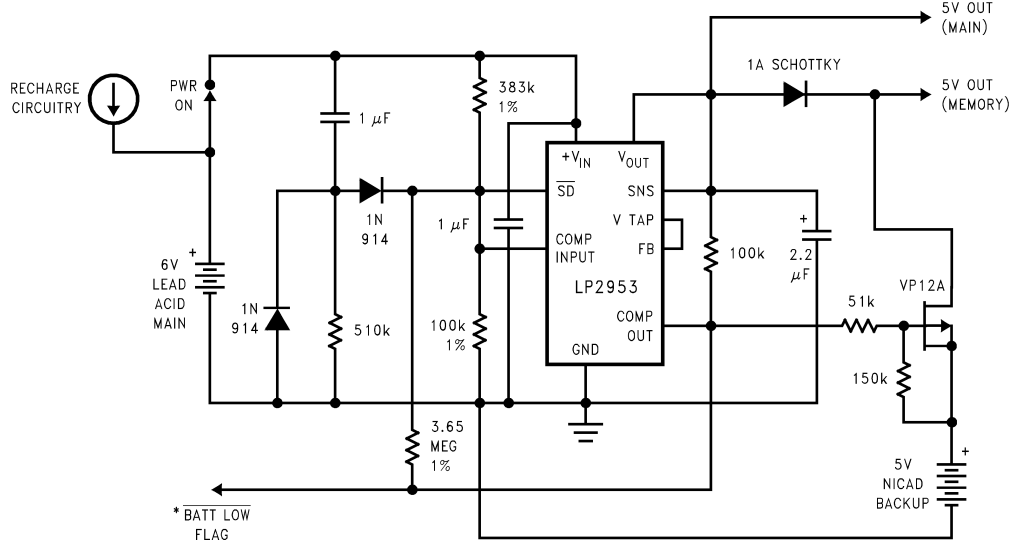 5V OUT
(MAIN)
1A SCHOTTKY
5V OUT
(MEMORY)
RECHARGE
CIRCUITRY
PWR
ON
383k
1%
1 μF
+VIN
VOUT
SD
SNS
1N
914
1 μF
V TAP
FB
COMP
INPUT
+
2.2
μF
100k
LP2953
+
6V
LEAD
ACID
MAIN
1N
914
510k
100k
1%
COMP
OUT
GND
VP12A
51k
150k
3.65
MEG
1%
+
5V
NICAD
BACKUP
* BATT LOW
FLAG